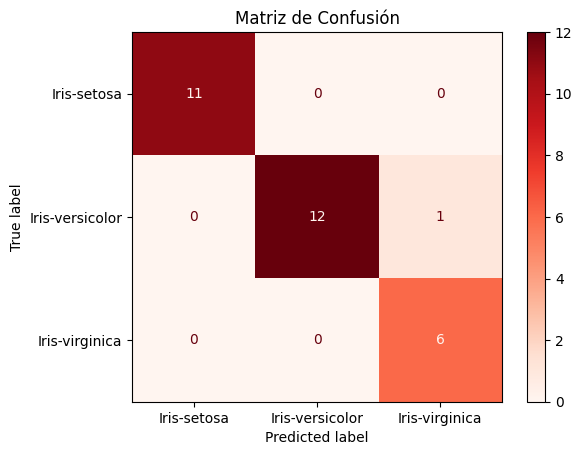 Matriz de Confusión
True label
Iris-setosa
11 0 0
Iris-versicolor
0 12 1
Iris-virginica
0 0 6
Iris-setosa Iris-versicolor Iris-virginica
Predicted label
12
10
8
6
4
2
0